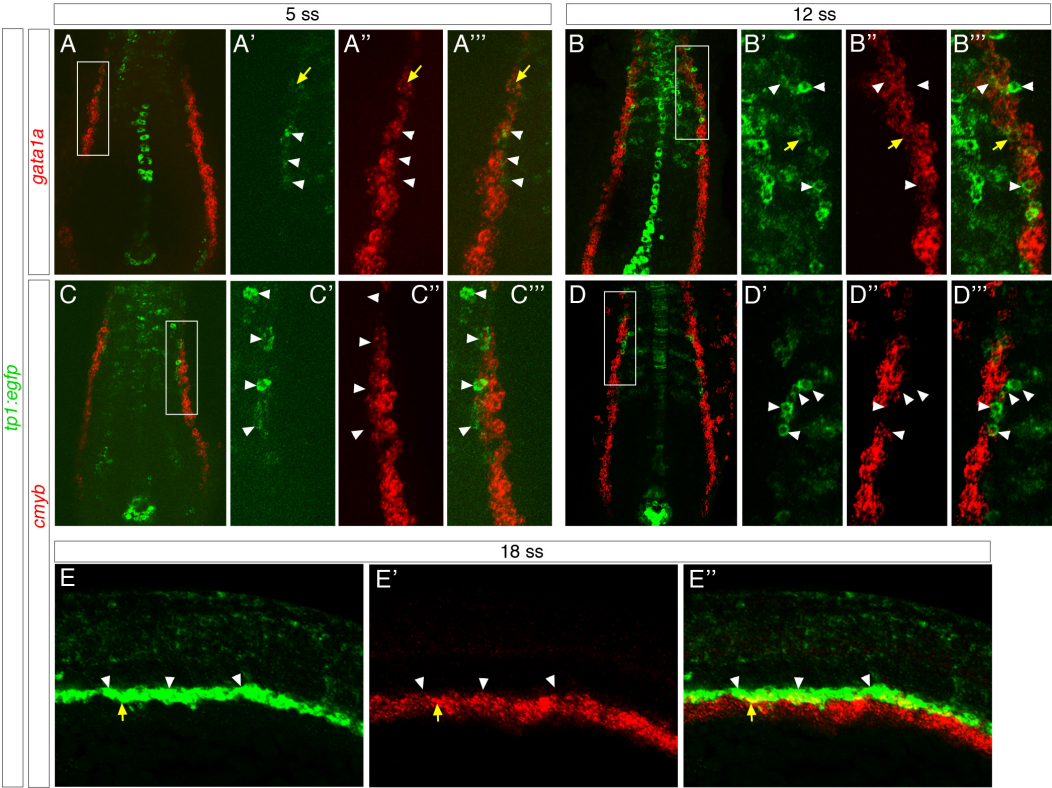 5 ss
12 ss
A
A’
A’’
A’’’
B
B’
B’’
B’’’
gata1a
C
C’
C’’
C’’’
D
D’
D’’
D’’’
tp1:egfp
cmyb
18 ss
E
E’
E’’